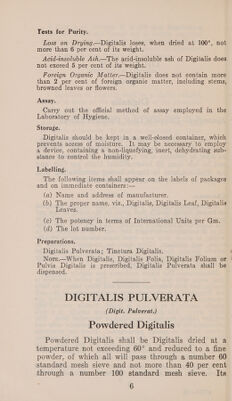 Tests for Purity.
Loss on Drying.—Digitalis loses, when dried at 100°, not
more than 6 per cent of its weight.
Acid-insoluble Ash.—The acid-insoluble ash of Digitalis does
not exceed 5 per cent of its weight.
Foreign Organic Matter.—Digitalis does not contain more
than 2 per cent of foreign organic matter, including stems,
browned leaves or flowers.
Assay.
Carry out the official method of assay employed in the
Laboratory of Hygiene.
Storage.
Digitalis should be kept in a well-closed container, which
prevents access of moisture. It may be necessary to employ
a device, containing a non-liquefying, inert, dehydrating sub-
stance to control the humidity.
Labelling.
The following items shall appear on the labels of packages
and on immediate containers:—
(a) Name and address of manufacturer.
(b) The proper name, vis., Digitalis, Digitalis Leaf, Digitalis
Leaves.
(c) The potency in terms of International Units per Gm.
(d) The lot number.
Preparations.
Digitalis Pulverata; Tinctura Digitalis.
Note.—When Digitalis, Digitalis Folia, Digitalis Folium or
Pulvis Digitalis is prescribed, Digitalis Pulverata shall be
dispensed.
DIGITALIS PULVERATA
(Digit. Pulverat.)
Powdered Digitalis
Powdered Digitalis shall be Digitalis dried at a
temperature not exceeding 60° and reduced to a fine
powder, of which all will pass through a number 60
standard mesh sieve and not more than 40 per cent
through a number 100 standard mesh sieve. Its
6